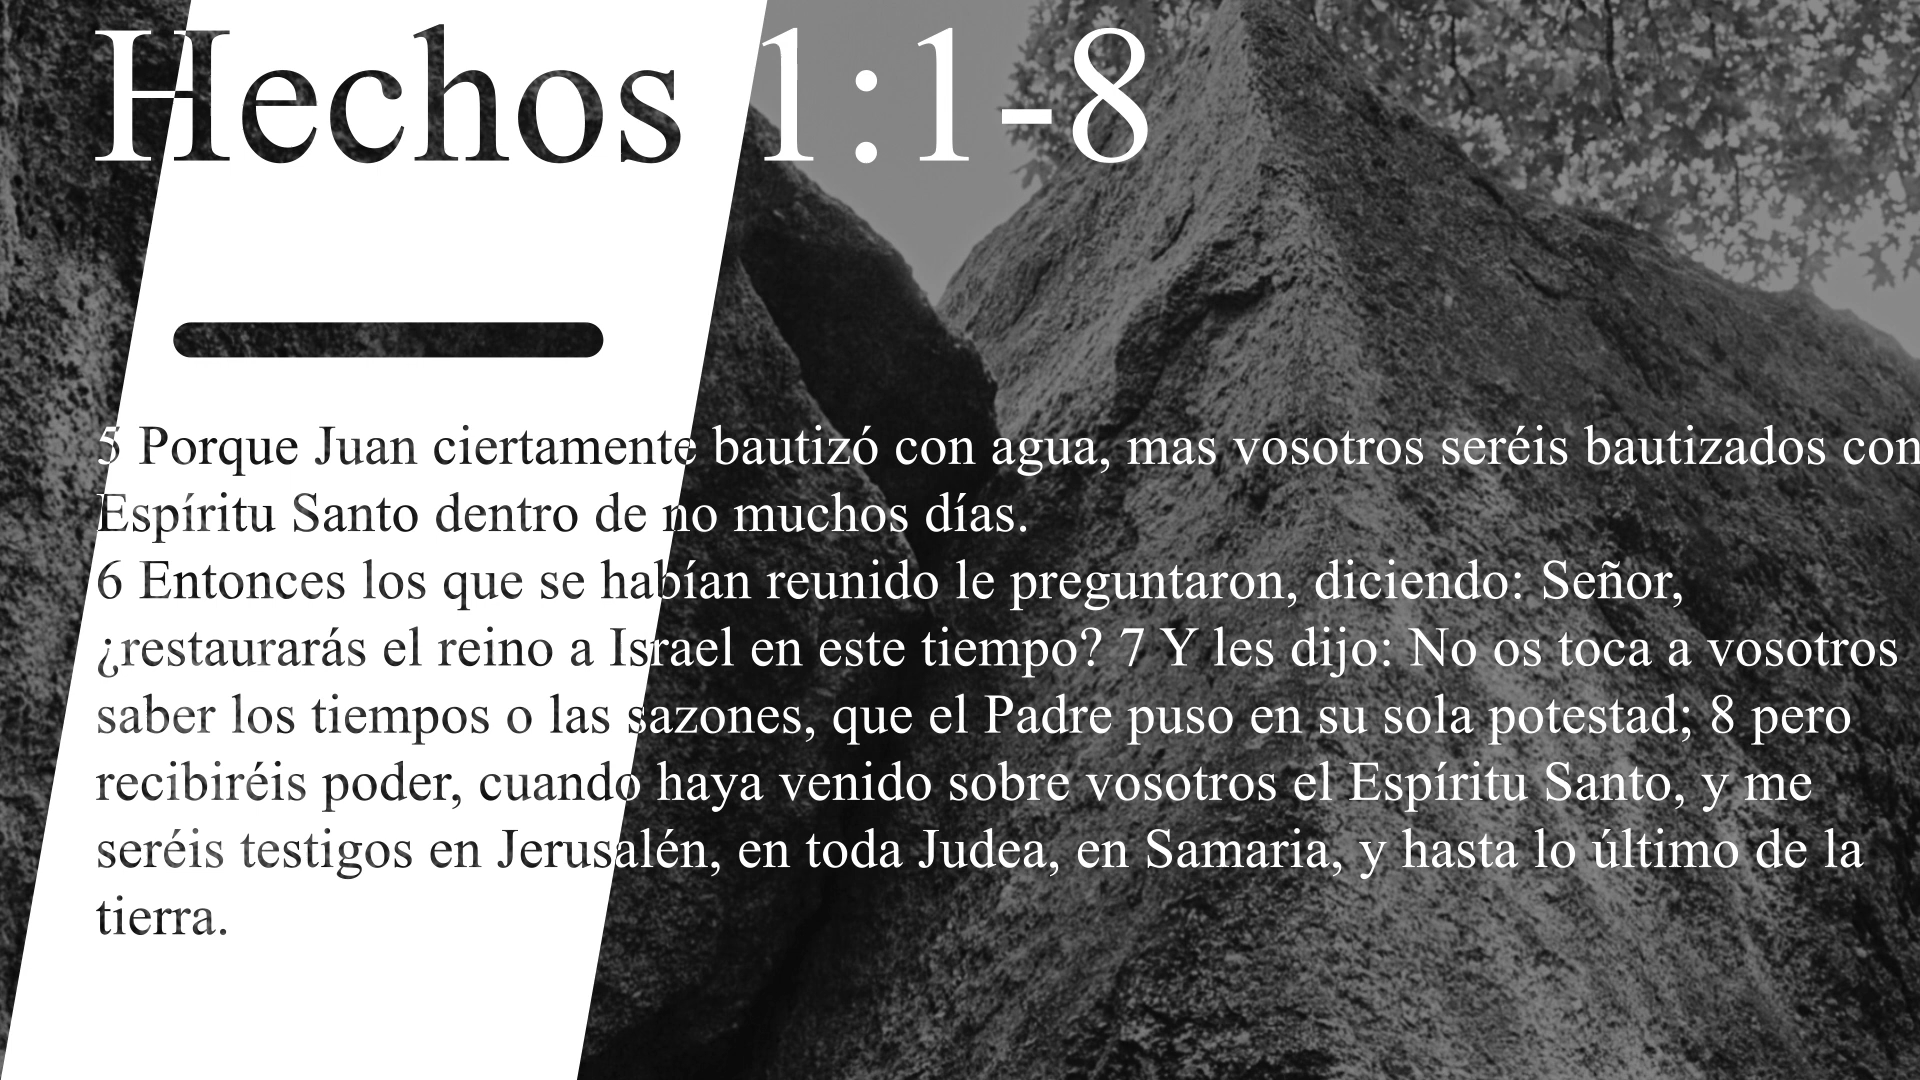 Hechos 1:1-8
5 Porque Juan ciertamente bautizó con agua, mas vosotros seréis bautizados con
Espíritu Santo dentro de no muchos días.
6 Entonces los que se habían reunido le preguntaron, diciendo: Señor,
¿restaurarás el reino a Israel en este tiempo? 7 Y les dijo: No os toca a vosotros
saber los tiempos o las sazones, que el Padre puso en su sola potestad; 8 pero
recibiréis poder, cuando haya venido sobre vosotros el Espíritu Santo, y me
seréis testigos en Jerusalén, en toda Judea, en Samaria, y hasta lo último de la
tierra.